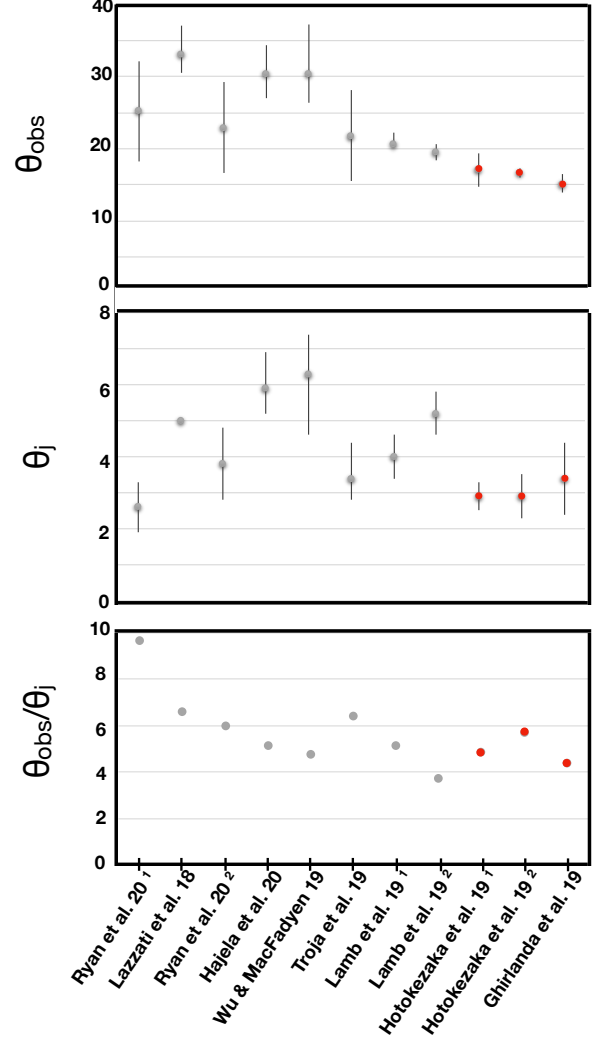 40
30
20
10
0
θobs
8
6
4
2
0
θj
10
8
6
4
2
0
θobs/θj
Ryan et al. 20 1
Lazzati et al. 18
Ryan et al. 20 2
Hajela et al. 20
Wu & MacFadyen 19
Troja et al. 19
Lamb et al. 19 1
Lamb et al. 19 2
Hotokezaka et al. 19 1
Hotokezaka et al. 19 2
Ghirlanda et al. 19